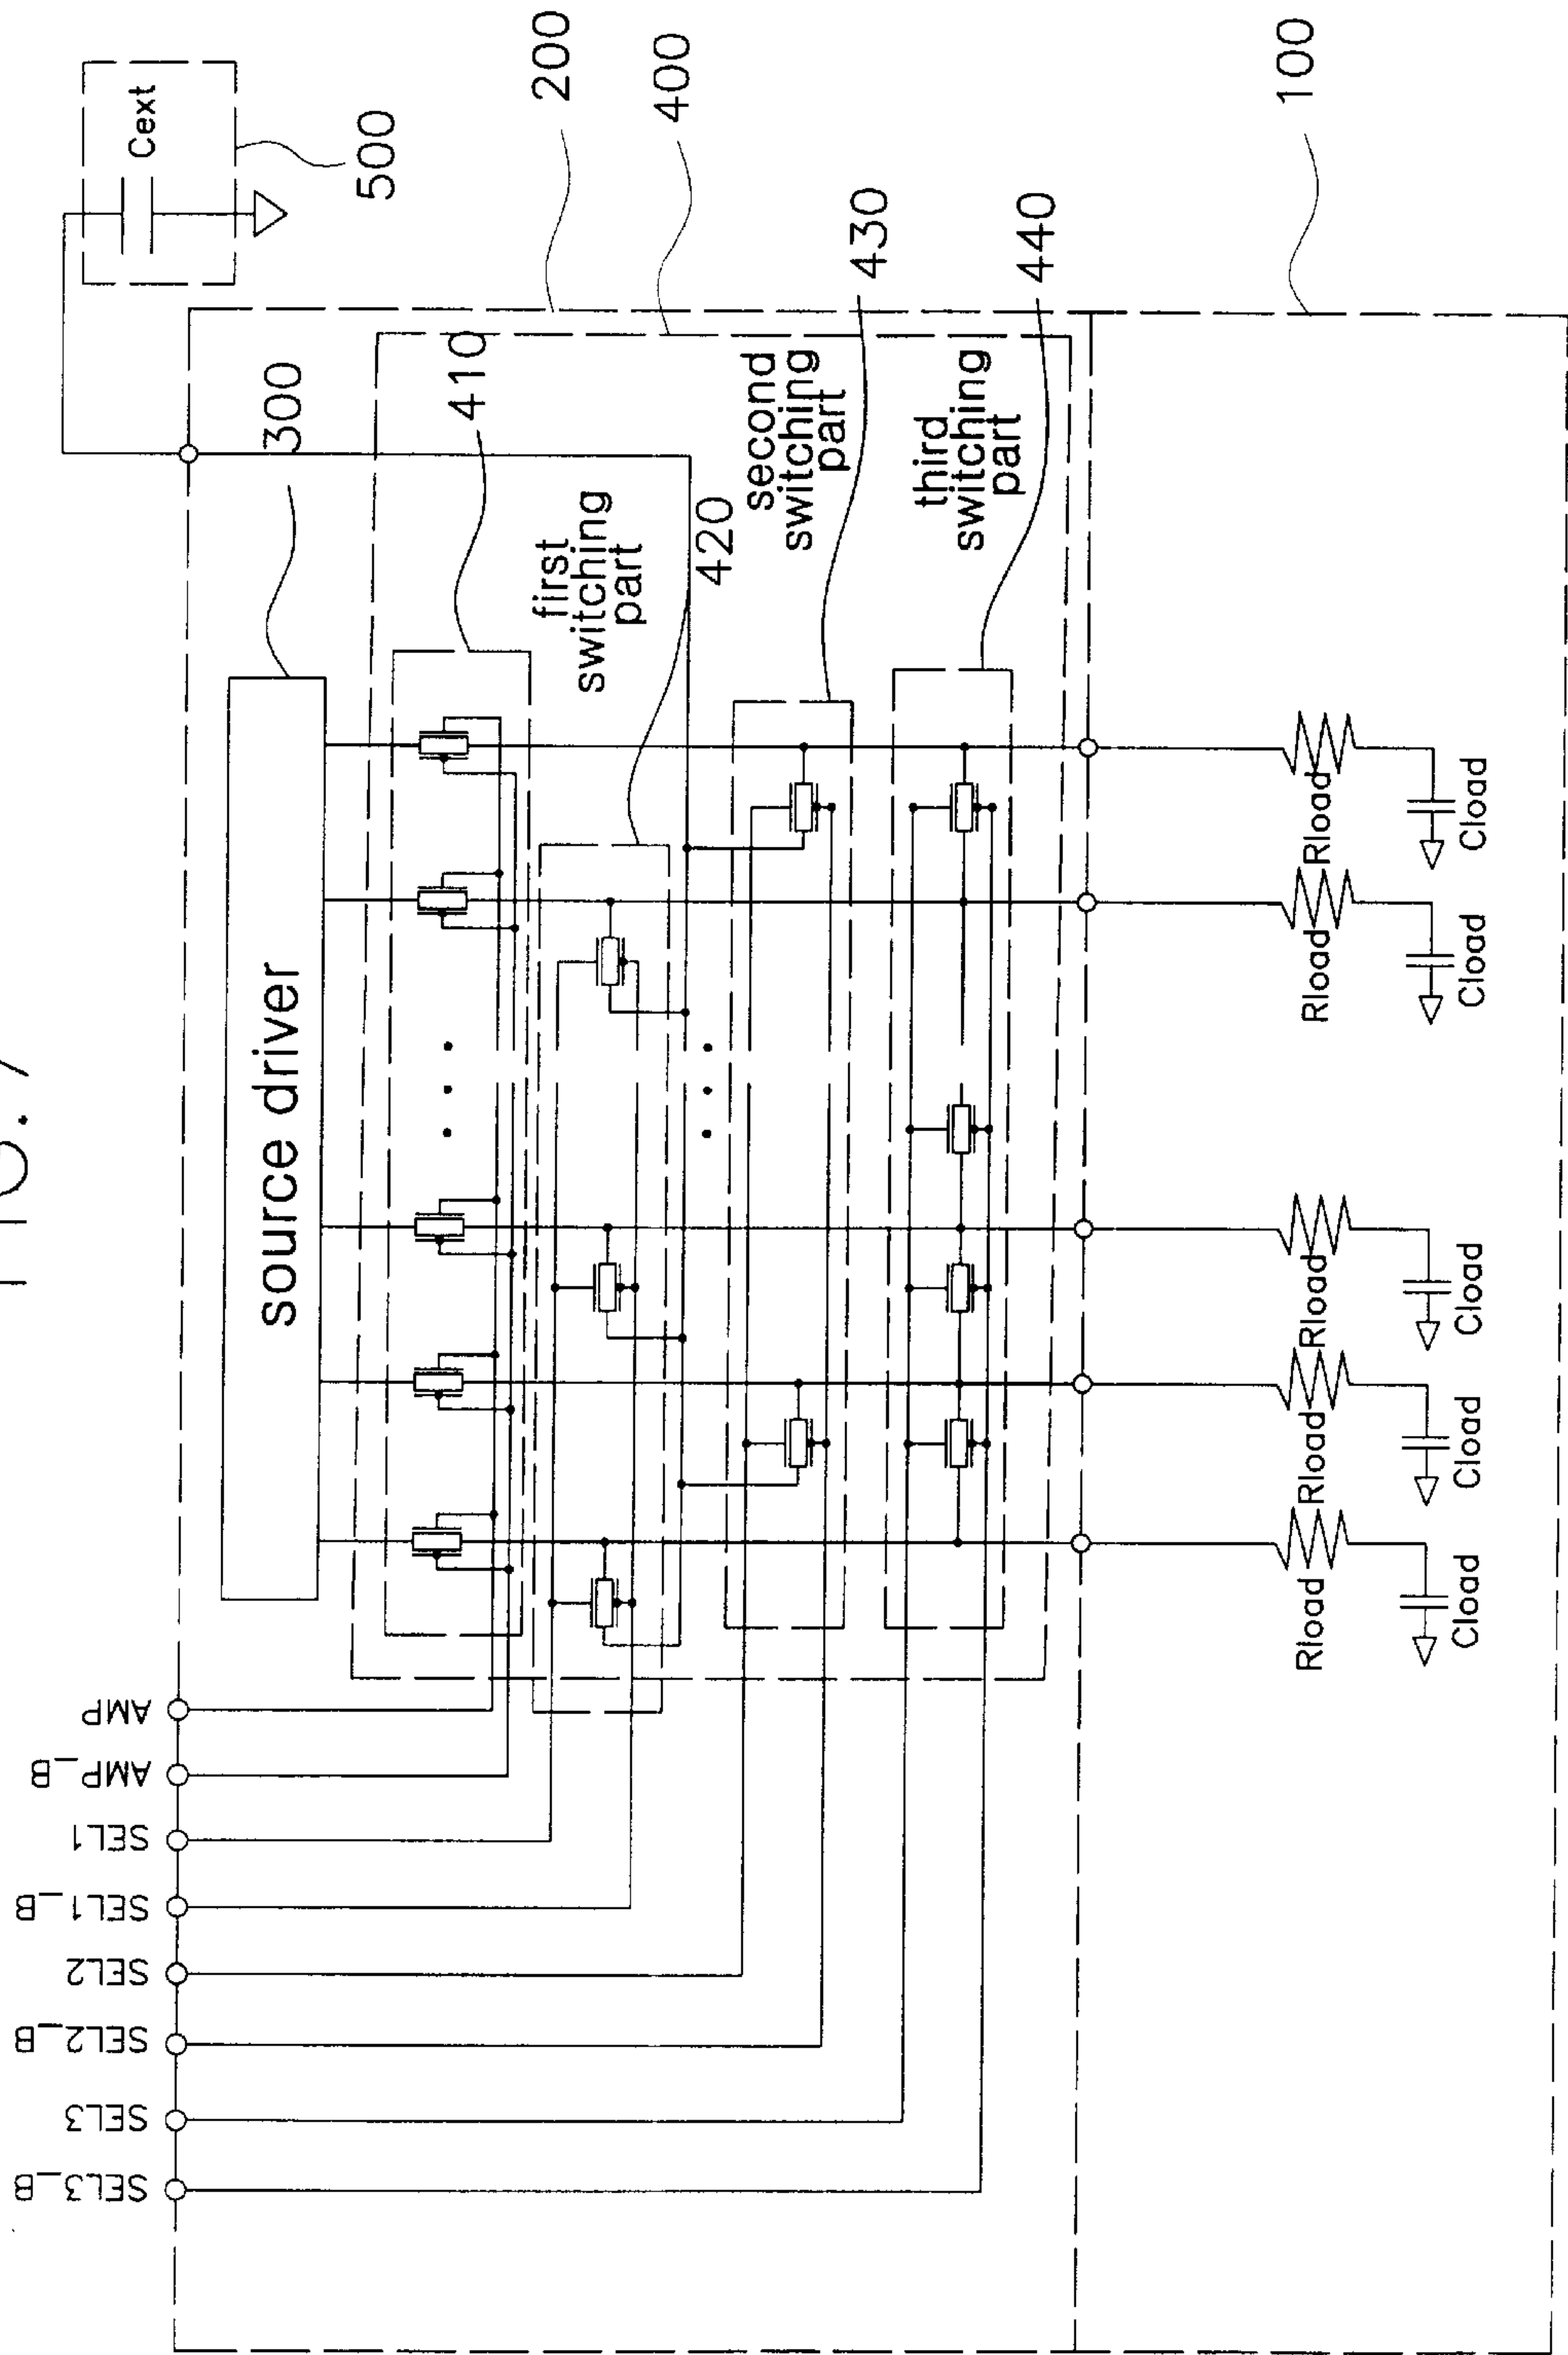 FIG. 7
Cext
500
200
400
300
410
430
440
100
first
switching
part
420
second
switching
part
third
switching
part
source driver
AMP
AMP_B
SEL1
SEL1_B
SEL2
SEL2_B
SEL3
SEL3_B
Rload
Rload
Rload
Rload
Rload
Cload
Cload
Cload
Cload
Cload